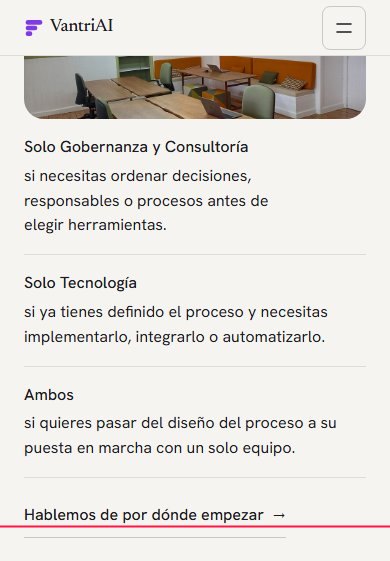 VantriAI
Solo Gobernanza y Consultoría
si necesitas ordenar decisiones,
responsables o procesos antes de
elegir herramientas.
Solo Tecnología
si ya tienes definido el proceso y necesitas
implementarlo, integrarlo o automatizarlo.
Ambos
si quieres pasar del diseño del proceso a su
puesta en marcha con un solo equipo.
Hablemos de por dónde empezar →